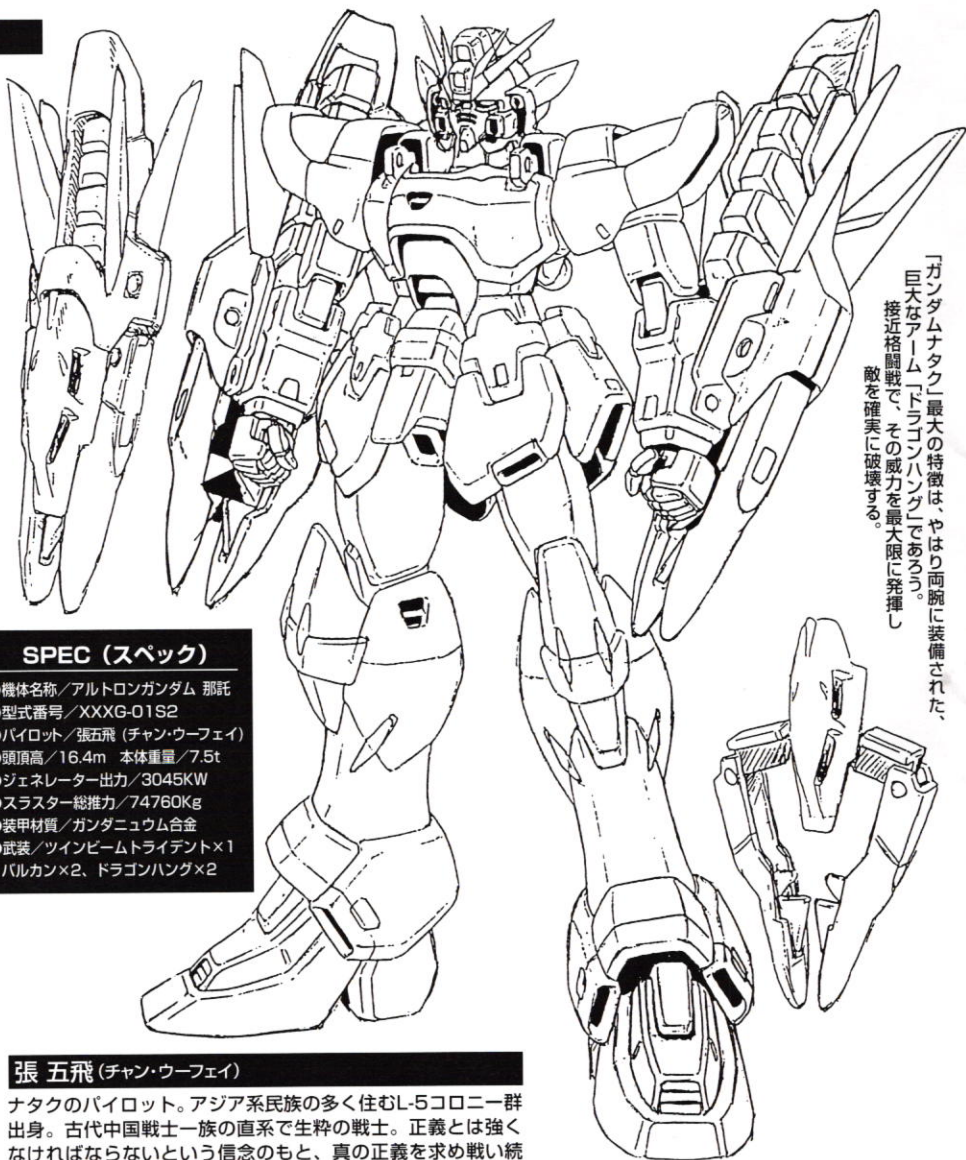 「ガンダムナタク」最大の特徴は、やはり両腕に装備された、
巨大なアーム「ドラゴンハング」であろう。
接近格闘戦で、その威力を最大限に発揮し
敵を確実に破壊する。
SPEC（スペック）
機体名称／アルトロンガンダム 那託
型式番号／XXXG-01S2
パイロット／張五飛（チャン・ウーフェイ）
頭頂高／16.4m 本体重量／7.5t
ジェネレーター出力／3045KW
スラスター総推力／74760Kg
装甲材質／ガンダニュウム合金
武装／ツインビームトライデント×1
バルカン×2、ドラゴンハング×2
張 五飛（チャン・ウーフェイ）
ナタクのパイロット。アジア系民族の多く住むL-5コロニー群
出身。古代中国戦士一族の直系で生粋の戦士。正義とは強く
なければならないという信念のもと、真の正義を求め戦い続